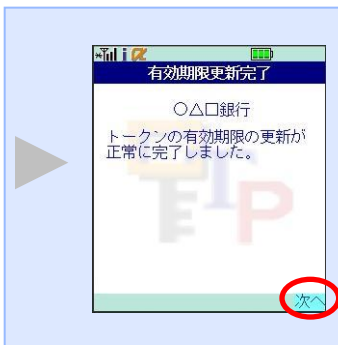 有効期限更新完了
○△□銀行
トークンの有効期限の更新が
正常に完了しました。
次へ